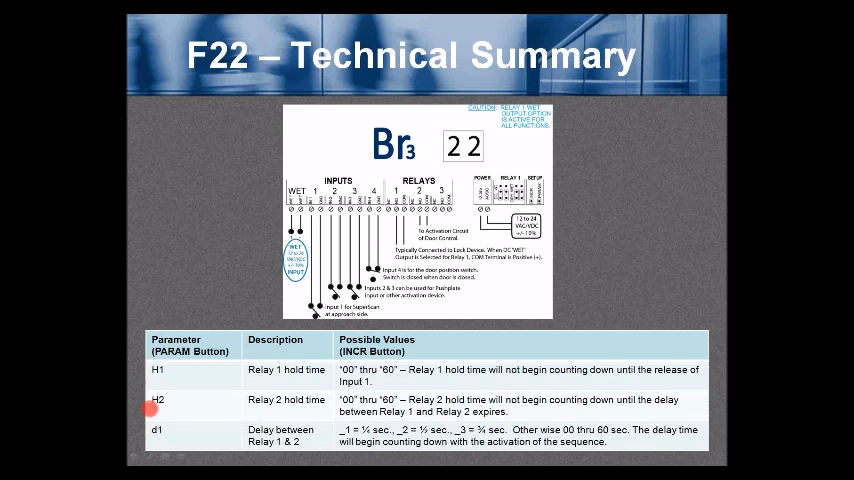 F22 – Technical Summary
CAUTION: RELAY 1 WET
OUTPUT OPTION
IS ACTIVE FOR
ALL FUNCTIONS.
Br3 22
INPUTS RELAYS
POWER RELAY 1 SETUP
WET 1 2 3 4 1 2 3
12 to 24
VAC/VDC
+/- 10%
To Activation Circuit
of Door Control.
WET
12 to 24
VAC/VDC
+/- 10%
INPUT
Typically Connected to Lock Device. When DC "WET"
Output is Selected for Relay 1, COM Terminal is Positive (+).
Input 4 is for the door position switch.
Switch is closed when door is closed.
Inputs 2 & 3 can be used for Pushplate
input or other activation device.
Input 1 for SuperScan
at approach side.
Parameter Description Possible Values
(PARAM Button) (INCR Button)
H1 Relay 1 hold time "00" thru "60" – Relay 1 hold time will not begin counting down until the release of
Input 1.
H2 Relay 2 hold time "00" thru "60" – Relay 2 hold time will not begin counting down until the delay
between Relay 1 and Relay 2 expires.
d1 Delay between _1 = ¼ sec., _2 = ½ sec., _3 = ¾ sec. Other wise 00 thru 60 sec. The delay time
Relay 1 & 2 will begin counting down with the activation of the sequence.